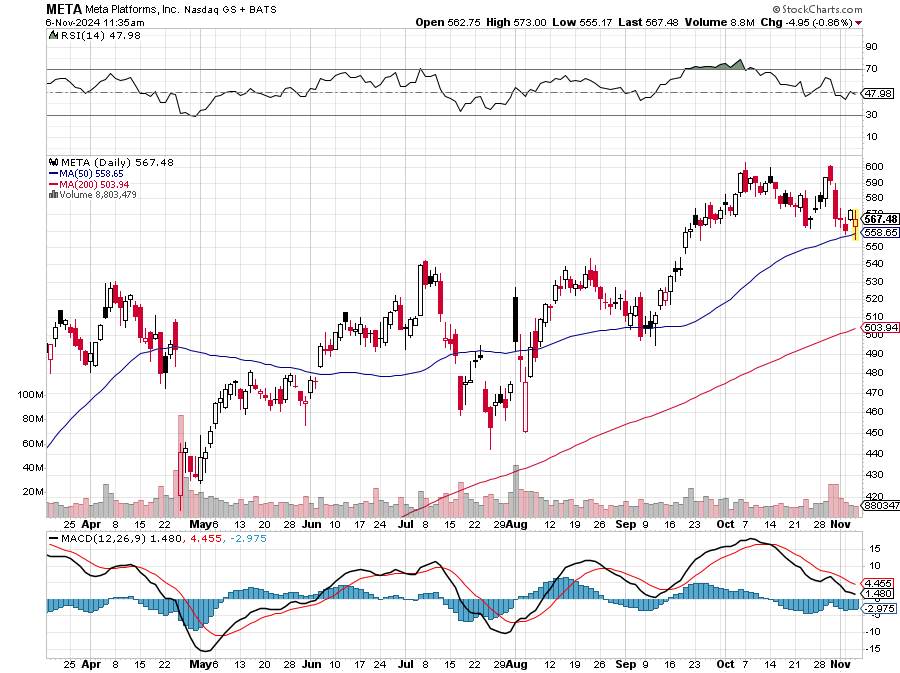 META Meta Platforms, Inc. Nasdaq GS + BATS
© StockCharts.com
6-Nov-2024 11:35am
Open 562.75 High 573.00 Low 555.17 Last 567.48 Volume 8.8M Chg -4.95 (-0.86%)
RSI(14) 47.98
90
70
47.98
30
10
META (Daily) 567.48
MA(50) 558.65
MA(200) 503.94
Volume 8,803,479
600
590
580
570
567.48
558.65
550
540
530
520
510
503.94
500
490
480
470
460
450
440
430
420
8803479
100M
80M
60M
40M
20M
25 Apr 8 15 22 May 6 13 20 28 Jun 10 17 24 Jul 8 15 22 29 Aug 12 19 26 Sep 9 16 23 Oct 7 14 21 28 Nov
MACD(12,26,9) 1.480, 4.455, -2.975
15
10
4.455
1.480
-2.975
-5
-10
-15
25 Apr 8 15 22 May 6 13 20 28 Jun 10 17 24 Jul 8 15 22 29 Aug 12 19 26 Sep 9 16 23 Oct 7 14 21 28 Nov